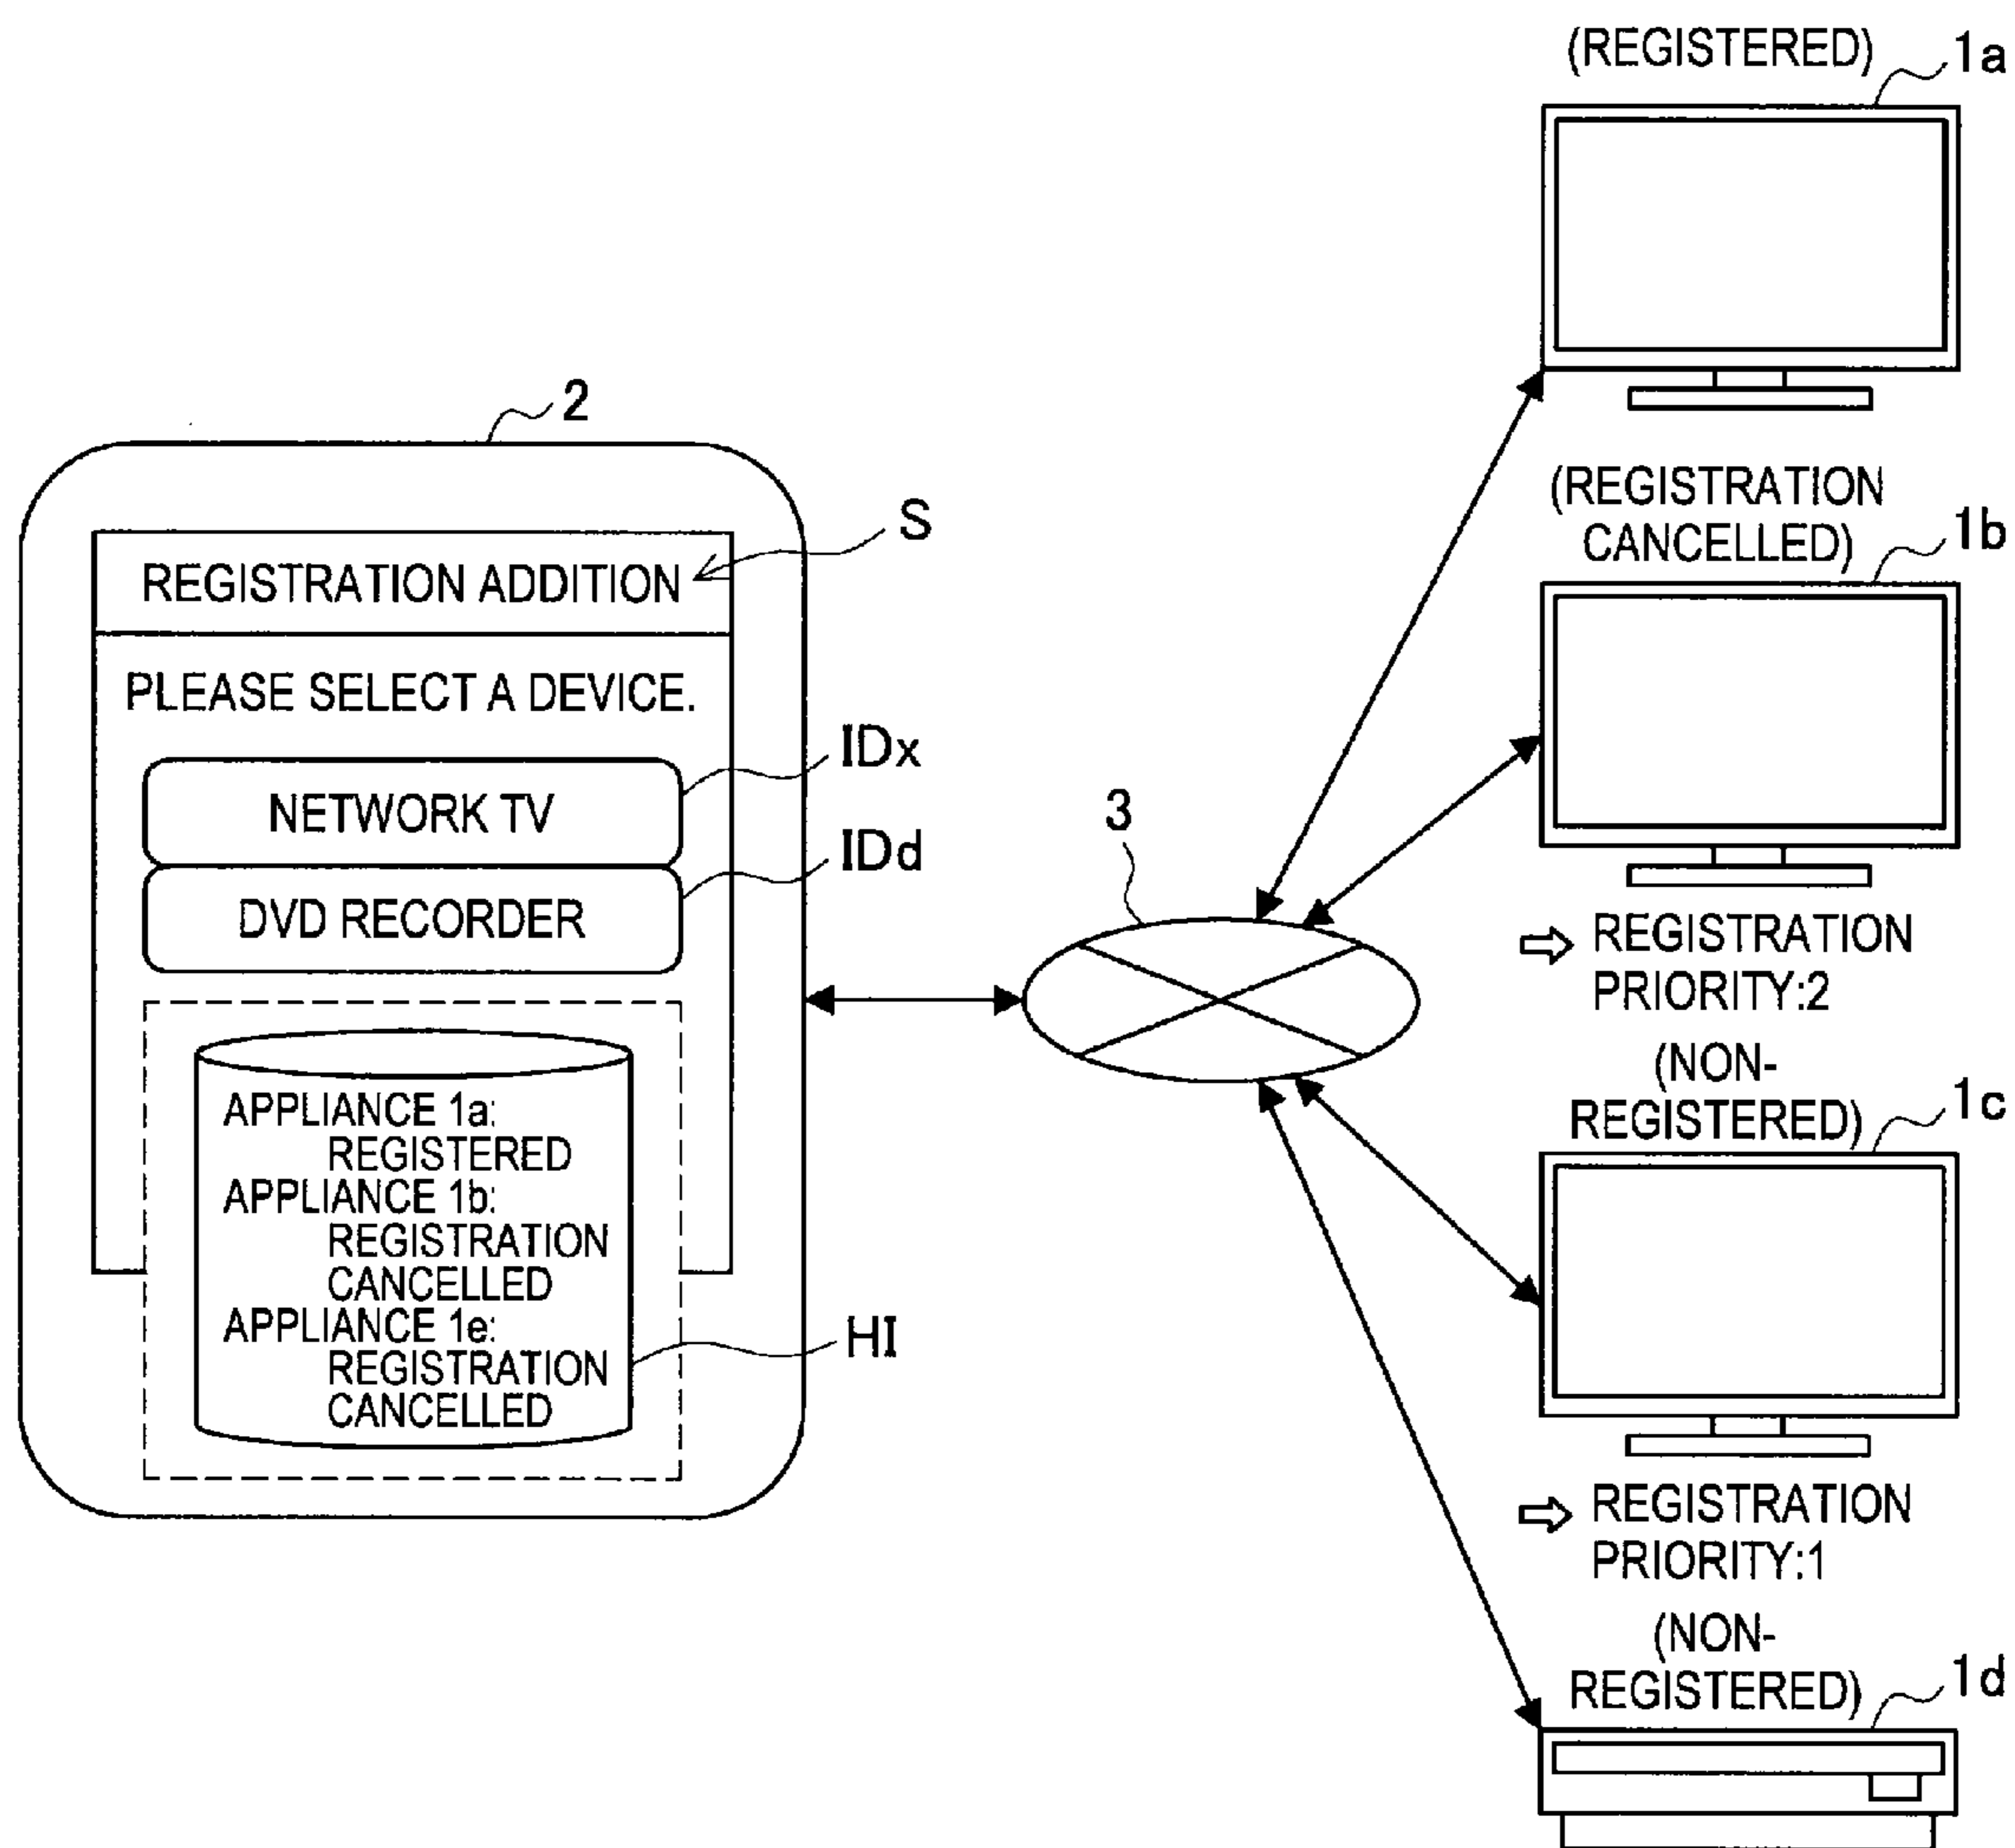 2
S
REGISTRATION ADDITION
PLEASE SELECT A DEVICE.
IDx
NETWORK TV
IDd
DVD RECORDER
APPLIANCE 1a:
REGISTERED
APPLIANCE 1b:
REGISTRATION
CANCELLED
APPLIANCE 1e:
REGISTRATION
CANCELLED
HI
3
(REGISTERED)
1a
(REGISTRATION
CANCELLED)
1b
⇨ REGISTRATION
PRIORITY:2
(NON-
REGISTERED)
1c
⇨ REGISTRATION
PRIORITY:1
(NON-
REGISTERED)
1d